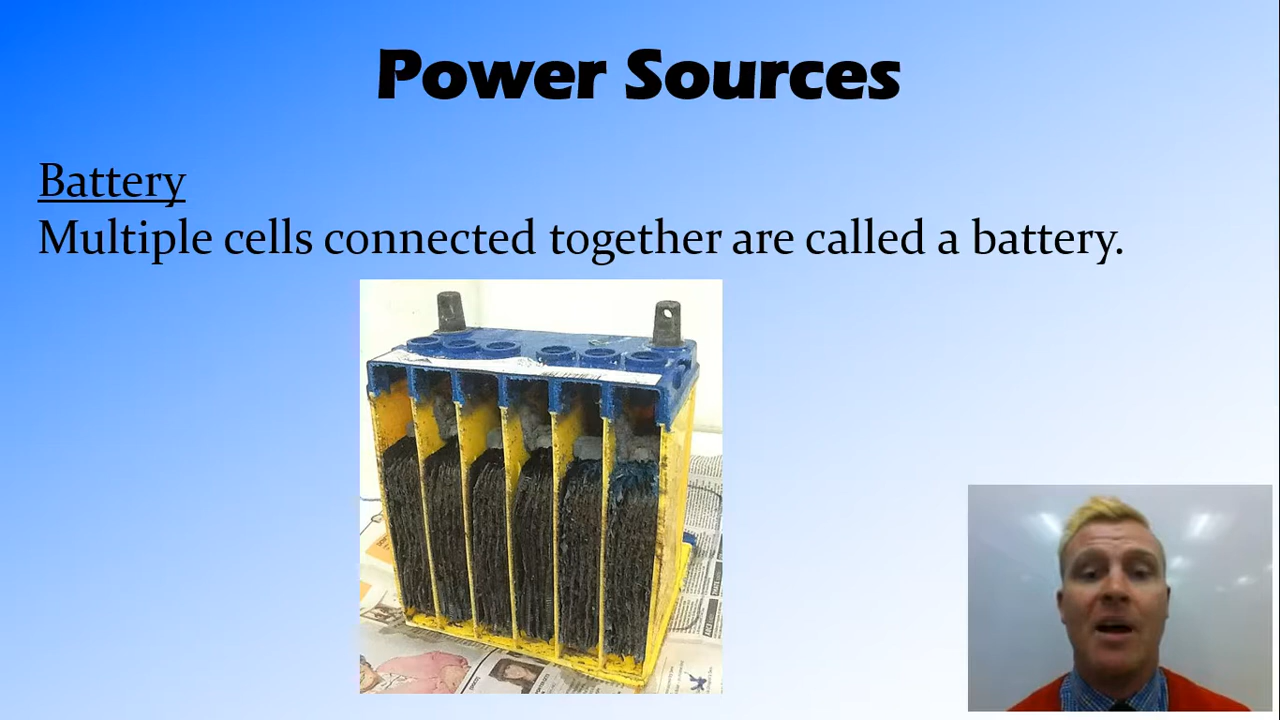 Power Sources
Battery
Multiple cells connected together are called a battery.